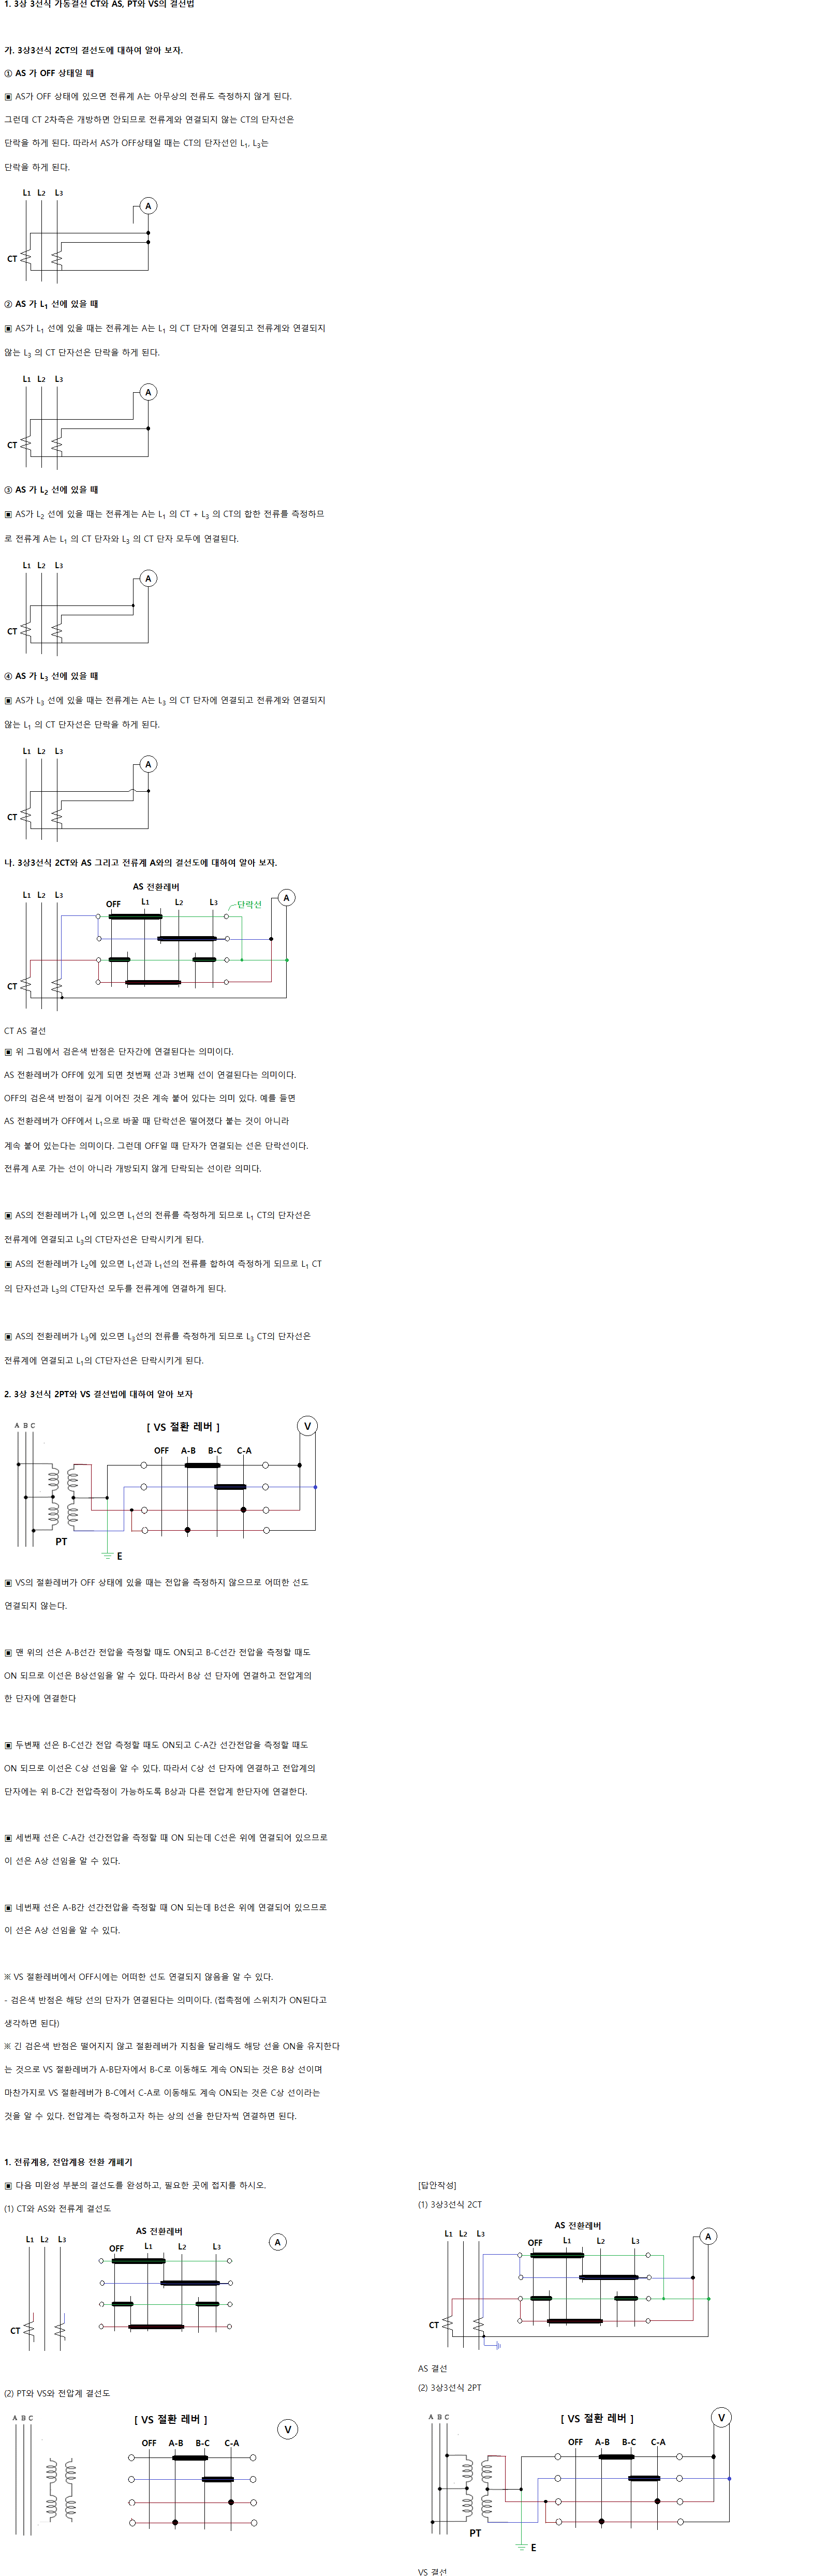 1. 3상 3선식 가동결선 CT와 AS, PT와 VS의 결선법
가. 3상3선식 2CT의 결선도에 대하여 알아 보자.
① AS 가 OFF 상태일 때
▣ AS가 OFF 상태에 있으면 전류계 A는 아무상의 전류도 측정하지 않게 된다.
그런데 CT 2차측은 개방하면 안되므로 전류계와 연결되지 않는 CT의 단자선은
단락을 하게 된다. 따라서 AS가 OFF상태일 때는 CT의 단자선인 L₁, L₃는
단락을 하게 된다.
L1 L2 L3
A
CT
② AS 가 L₁ 선에 있을 때
▣ AS가 L₁ 선에 있을 때는 전류계는 A는 L₁ 의 CT 단자에 연결되고 전류계와 연결되지
않는 L₃ 의 CT 단자선은 단락을 하게 된다.
L1 L2 L3
A
CT
③ AS 가 L₂ 선에 있을 때
▣ AS가 L₂ 선에 있을 때는 전류계는 A는 L₁ 의 CT + L₃ 의 CT의 합한 전류를 측정하므
로 전류계 A는 L₁ 의 CT 단자와 L₃ 의 CT 단자 모두에 연결된다.
L1 L2 L3
A
CT
④ AS 가 L₃ 선에 있을 때
▣ AS가 L₃ 선에 있을 때는 전류계는 A는 L₃ 의 CT 단자에 연결되고 전류계와 연결되지
않는 L₁ 의 CT 단자선은 단락을 하게 된다.
L1 L2 L3
A
CT
나. 3상3선식 2CT와 AS 그리고 전류계 A와의 결선도에 대하여 알아 보자.
AS 전환레버
L1 L2 L3
OFF L1 L2 L3
단락선
A
CT
CT AS 결선
▣ 위 그림에서 검은색 반점은 단자간에 연결된다는 의미이다.
AS 전환레버가 OFF에 있게 되면 첫번째 선과 3번째 선이 연결된다는 의미이다.
OFF의 검은색 반점이 길게 이어진 것은 계속 붙어 있다는 의미 있다. 예를 들면
AS 전환레버가 OFF에서 L₁으로 바꿀 때 단락선은 떨어졌다 붙는 것이 아니라
계속 붙어 있는다는 의미이다. 그런데 OFF일 때 단자가 연결되는 선은 단락선이다.
전류계 A로 가는 선이 아니라 개방되지 않게 단락되는 선이란 의미다.
▣ AS의 전환레버가 L₁에 있으면 L₁선의 전류를 측정하게 되므로 L₁ CT의 단자선은
전류계에 연결되고 L₃의 CT단자선은 단락시키게 된다.
▣ AS의 전환레버가 L₂에 있으면 L₁선과 L₁선의 전류를 합하여 측정하게 되므로 L₁ CT
의 단자선과 L₃의 CT단자선 모두를 전류계에 연결하게 된다.
▣ AS의 전환레버가 L₃에 있으면 L₃선의 전류를 측정하게 되므로 L₃ CT의 단자선은
전류계에 연결되고 L₁의 CT단자선은 단락시키게 된다.
2. 3상 3선식 2PT와 VS 결선법에 대하여 알아 보자
A B C
[ VS 절환 레버 ]
V
OFF A-B B-C C-A
PT
E
▣ VS의 절환레버가 OFF 상태에 있을 때는 전압을 측정하지 않으므로 어떠한 선도
연결되지 않는다.
▣ 맨 위의 선은 A-B선간 전압을 측정할 때도 ON되고 B-C선간 전압을 측정할 때도
ON 되므로 이선은 B상선임을 알 수 있다. 따라서 B상 선 단자에 연결하고 전압계의
한 단자에 연결한다
▣ 두번째 선은 B-C선간 전압 측정할 때도 ON되고 C-A간 선간전압을 측정할 때도
ON 되므로 이선은 C상 선임을 알 수 있다. 따라서 C상 선 단자에 연결하고 전압계의
단자에는 위 B-C간 전압측정이 가능하도록 B상과 다른 전압계 한단자에 연결한다.
▣ 세번째 선은 C-A간 선간전압을 측정할 때 ON 되는데 C선은 위에 연결되어 있으므로
이 선은 A상 선임을 알 수 있다.
▣ 네번째 선은 A-B간 선간전압을 측정할 때 ON 되는데 B선은 위에 연결되어 있으므로
이 선은 A상 선임을 알 수 있다.
※ VS 절환레버에서 OFF시에는 어떠한 선도 연결되지 않음을 알 수 있다.
- 검은색 반점은 해당 선의 단자가 연결된다는 의미이다. (접촉점에 스위치가 ON된다고
생각하면 된다)
※ 긴 검은색 반점은 떨어지지 않고 절환레버가 지침을 달리해도 해당 선을 ON을 유지한다
는 것으로 VS 절환레버가 A-B단자에서 B-C로 이동해도 계속 ON되는 것은 B상 선이며
마찬가지로 VS 절환레버가 B-C에서 C-A로 이동해도 계속 ON되는 것은 C상 선이라는
것을 알 수 있다. 전압계는 측정하고자 하는 상의 선을 한단자씩 연결하면 된다.
1. 전류계용, 전압계용 전환 개폐기
▣ 다음 미완성 부분의 결선도를 완성하고, 필요한 곳에 접지를 하시오.
(1) CT와 AS와 전류계 결선도
AS 전환레버
L1 L2 L3
OFF L1 L2 L3
A
CT
(2) PT와 VS와 전압계 결선도
A B C
[ VS 절환 레버 ]
V
OFF A-B B-C C-A
[답안작성]
(1) 3상3선식 2CT
AS 전환레버
L1 L2 L3
OFF L1 L2 L3
A
CT
AS 결선
(2) 3상3선식 2PT
A B C
[ VS 절환 레버 ]
V
OFF A-B B-C C-A
PT
E
VS 결선